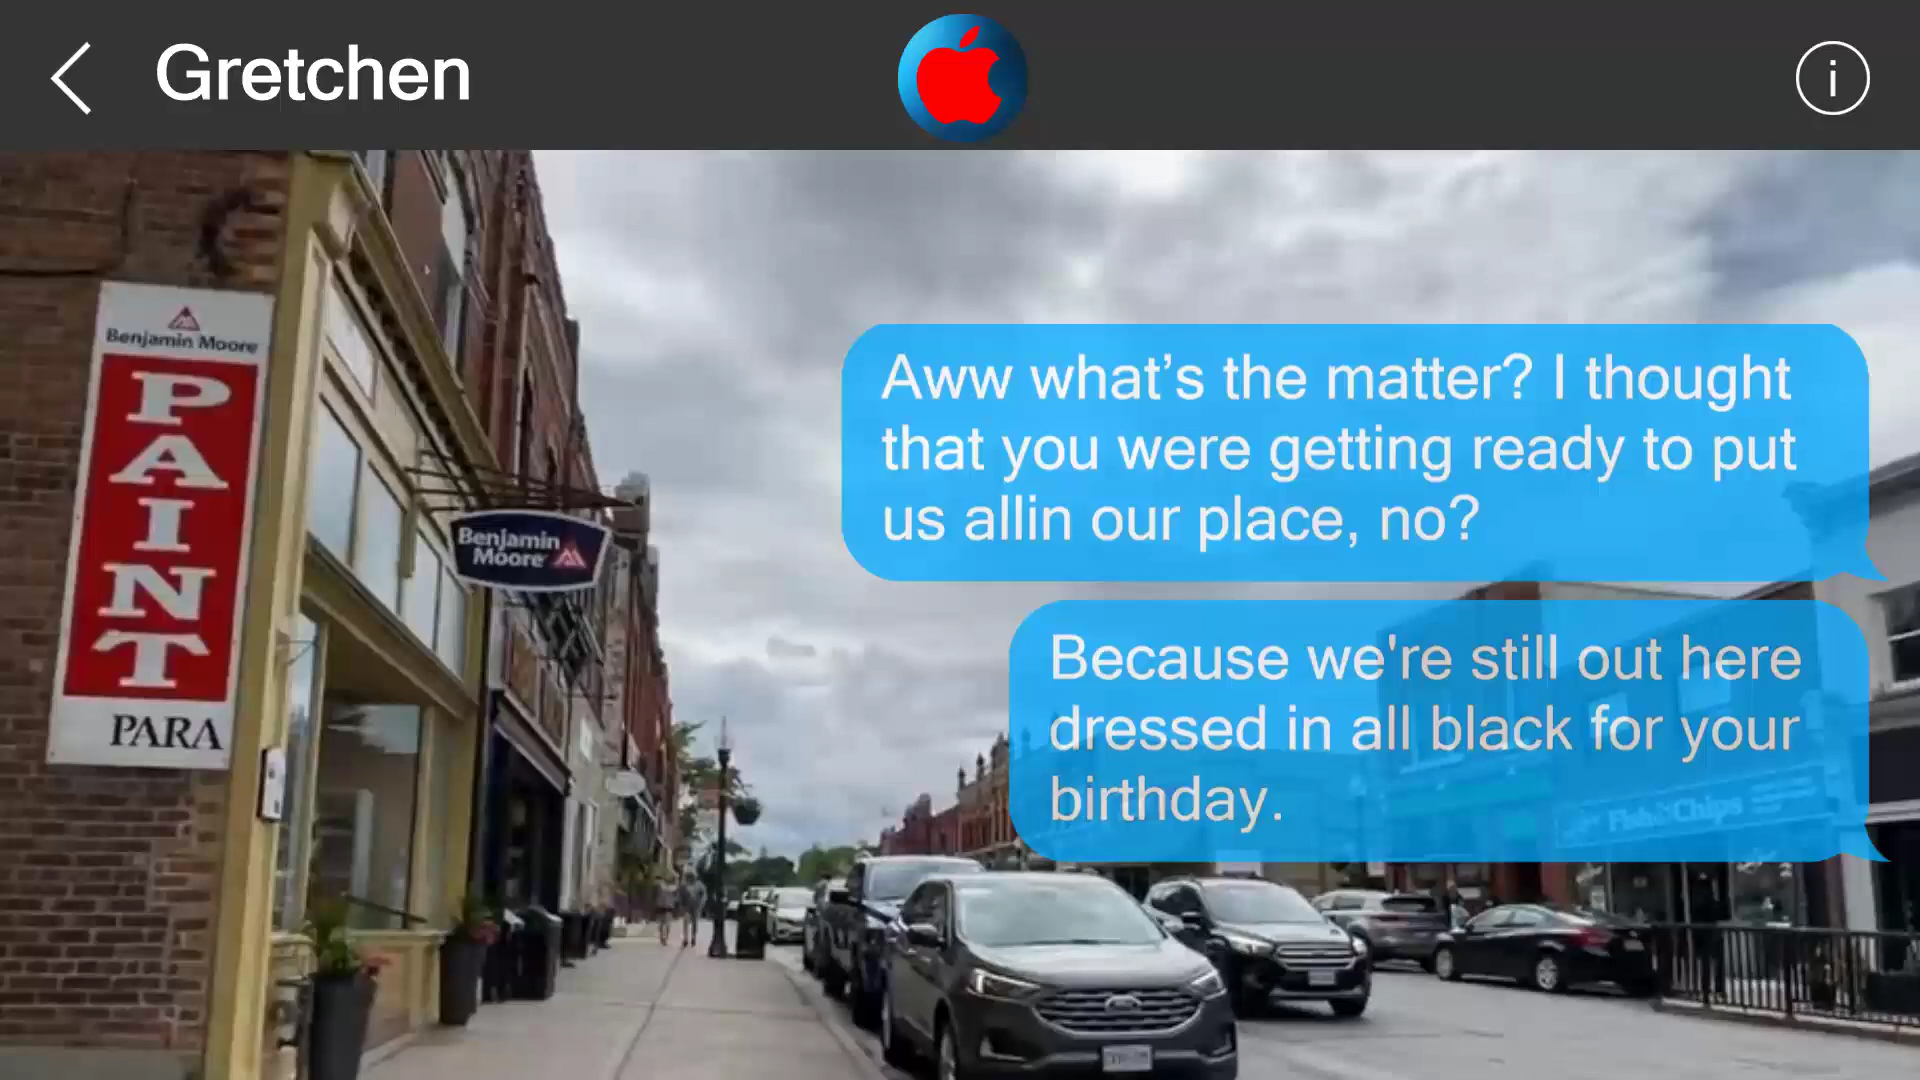 Gretchen
i
Benjamin Moore
PAINT
PARA
Benjamin
Moore
Aww what’s the matter? I thought
that you were getting ready to put
us allin our place, no?
Because we're still out here
dressed in all black for your
birthday.
Fish & Chips